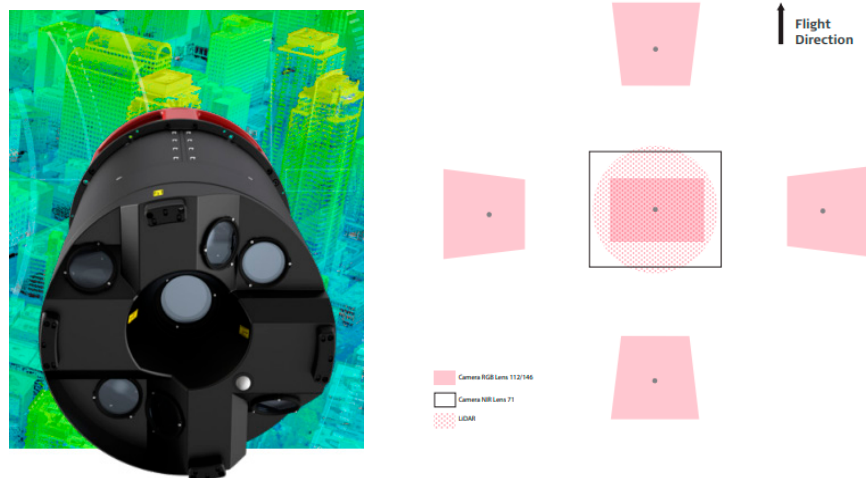 Flight
Direction
Camera RGB Lens 112/146
Camera NIR Lens 71
LiDAR